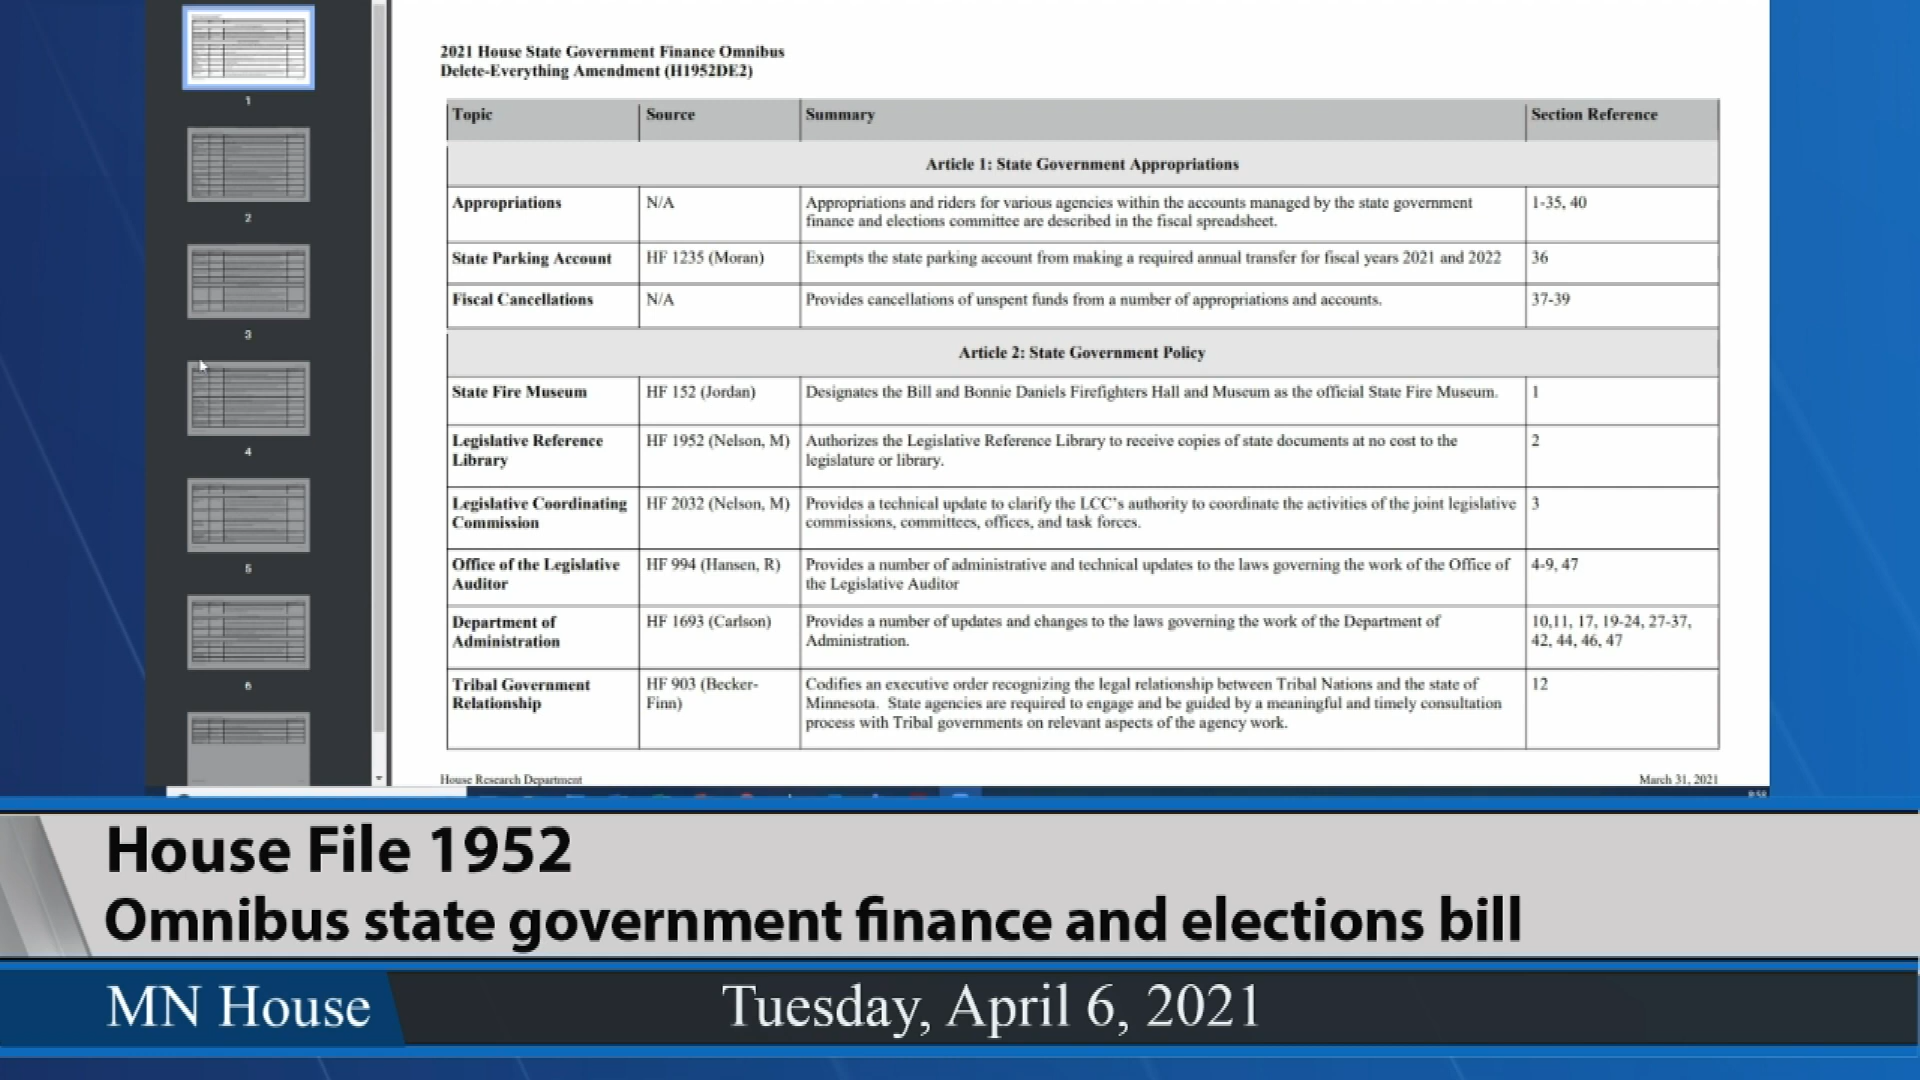 2021 House State Government Finance Omnibus
Delete-Everything Amendment (H1952DE2)
Topic Source Summary Section Reference
Article 1: State Government Appropriations
Appropriations N/A Appropriations and riders for various agencies within the accounts managed by the state government 1-35, 40
finance and elections committee are described in the fiscal spreadsheet.
State Parking Account HF 1235 (Moran) Exempts the state parking account from making a required annual transfer for fiscal years 2021 and 2022 36
Fiscal Cancellations N/A Provides cancellations of unspent funds from a number of appropriations and accounts. 37-39
Article 2: State Government Policy
State Fire Museum HF 152 (Jordan) Designates the Bill and Bonnie Daniels Firefighters Hall and Museum as the official State Fire Museum. 1
Legislative Reference HF 1952 (Nelson, M) Authorizes the Legislative Reference Library to receive copies of state documents at no cost to the 2
Library legislature or library.
Legislative Coordinating HF 2032 (Nelson, M) Provides a technical update to clarify the LCC's authority to coordinate the activities of the joint legislative 3
Commission commissions, committees, offices, and task forces.
Office of the Legislative HF 994 (Hansen, R) Provides a number of administrative and technical updates to the laws governing the work of the Office of 4-9, 47
Auditor the Legislative Auditor
Department of HF 1693 (Carlson) Provides a number of updates and changes to the laws governing the work of the Department of 10,11, 17, 19-24, 27-37,
Administration Administration. 42, 44, 46, 47
Tribal Government HF 903 (Becker- Codifies an executive order recognizing the legal relationship between Tribal Nations and the state of 12
Relationship Finn) Minnesota. State agencies are required to engage and be guided by a meaningful and timely consultation
process with Tribal governments on relevant aspects of the agency work.
House Research Department March 31, 2021
1
2
3
4
5
6
House File 1952
Omnibus state government finance and elections bill
MN House Tuesday, April 6, 2021